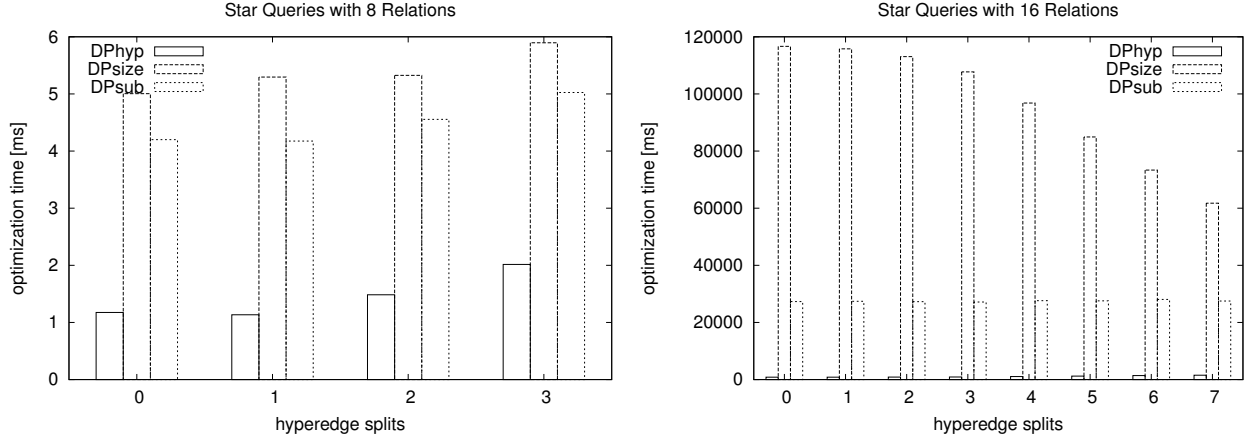 Star Queries with 8 Relations
6
5
4
3
2
1
0
optimization time [ms]
DPhyp
DPsize
DPsub
0 1 2 3
hyperedge splits
Star Queries with 16 Relations
120000
100000
80000
60000
40000
20000
0
optimization time [ms]
DPhyp
DPsize
DPsub
0 1 2 3 4 5 6 7
hyperedge splits